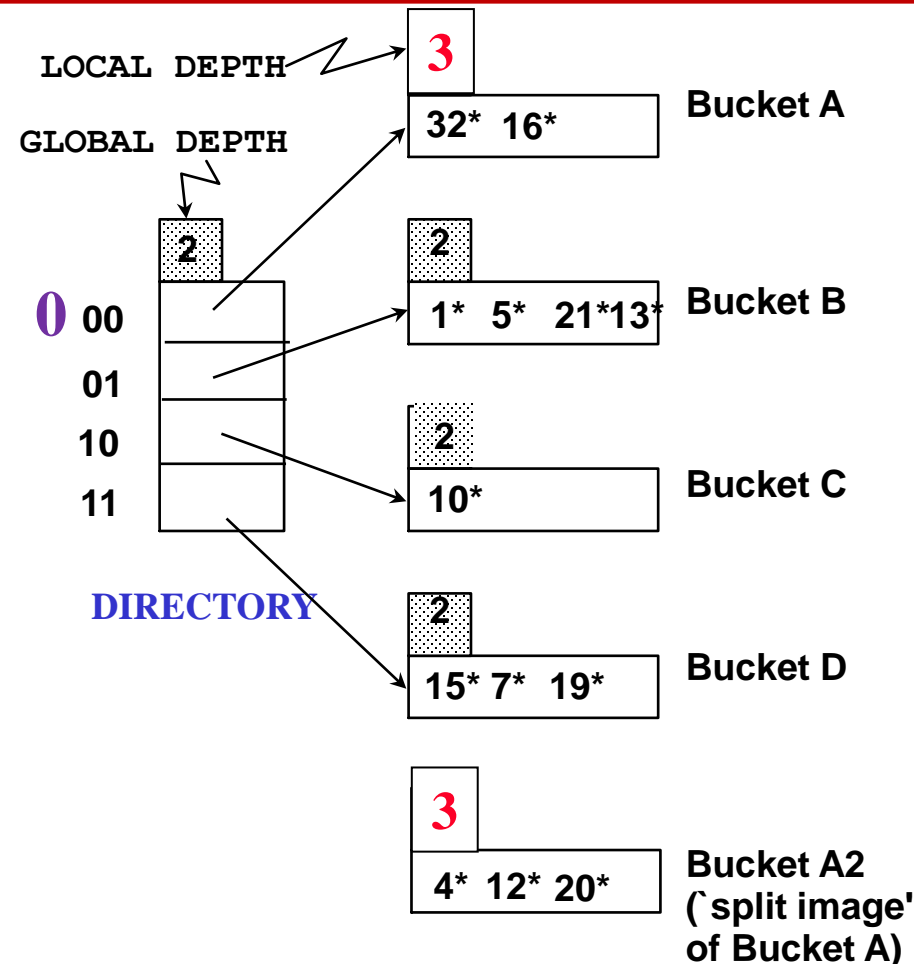 LOCAL DEPTH
3
32* 16*
Bucket A
GLOBAL DEPTH
2
0 00
01
10
11
DIRECTORY
2
1* 5* 21*13*
Bucket B
2
10*
Bucket C
2
15* 7* 19*
Bucket D
3
4* 12* 20*
Bucket A2
(`split image'
of Bucket A)